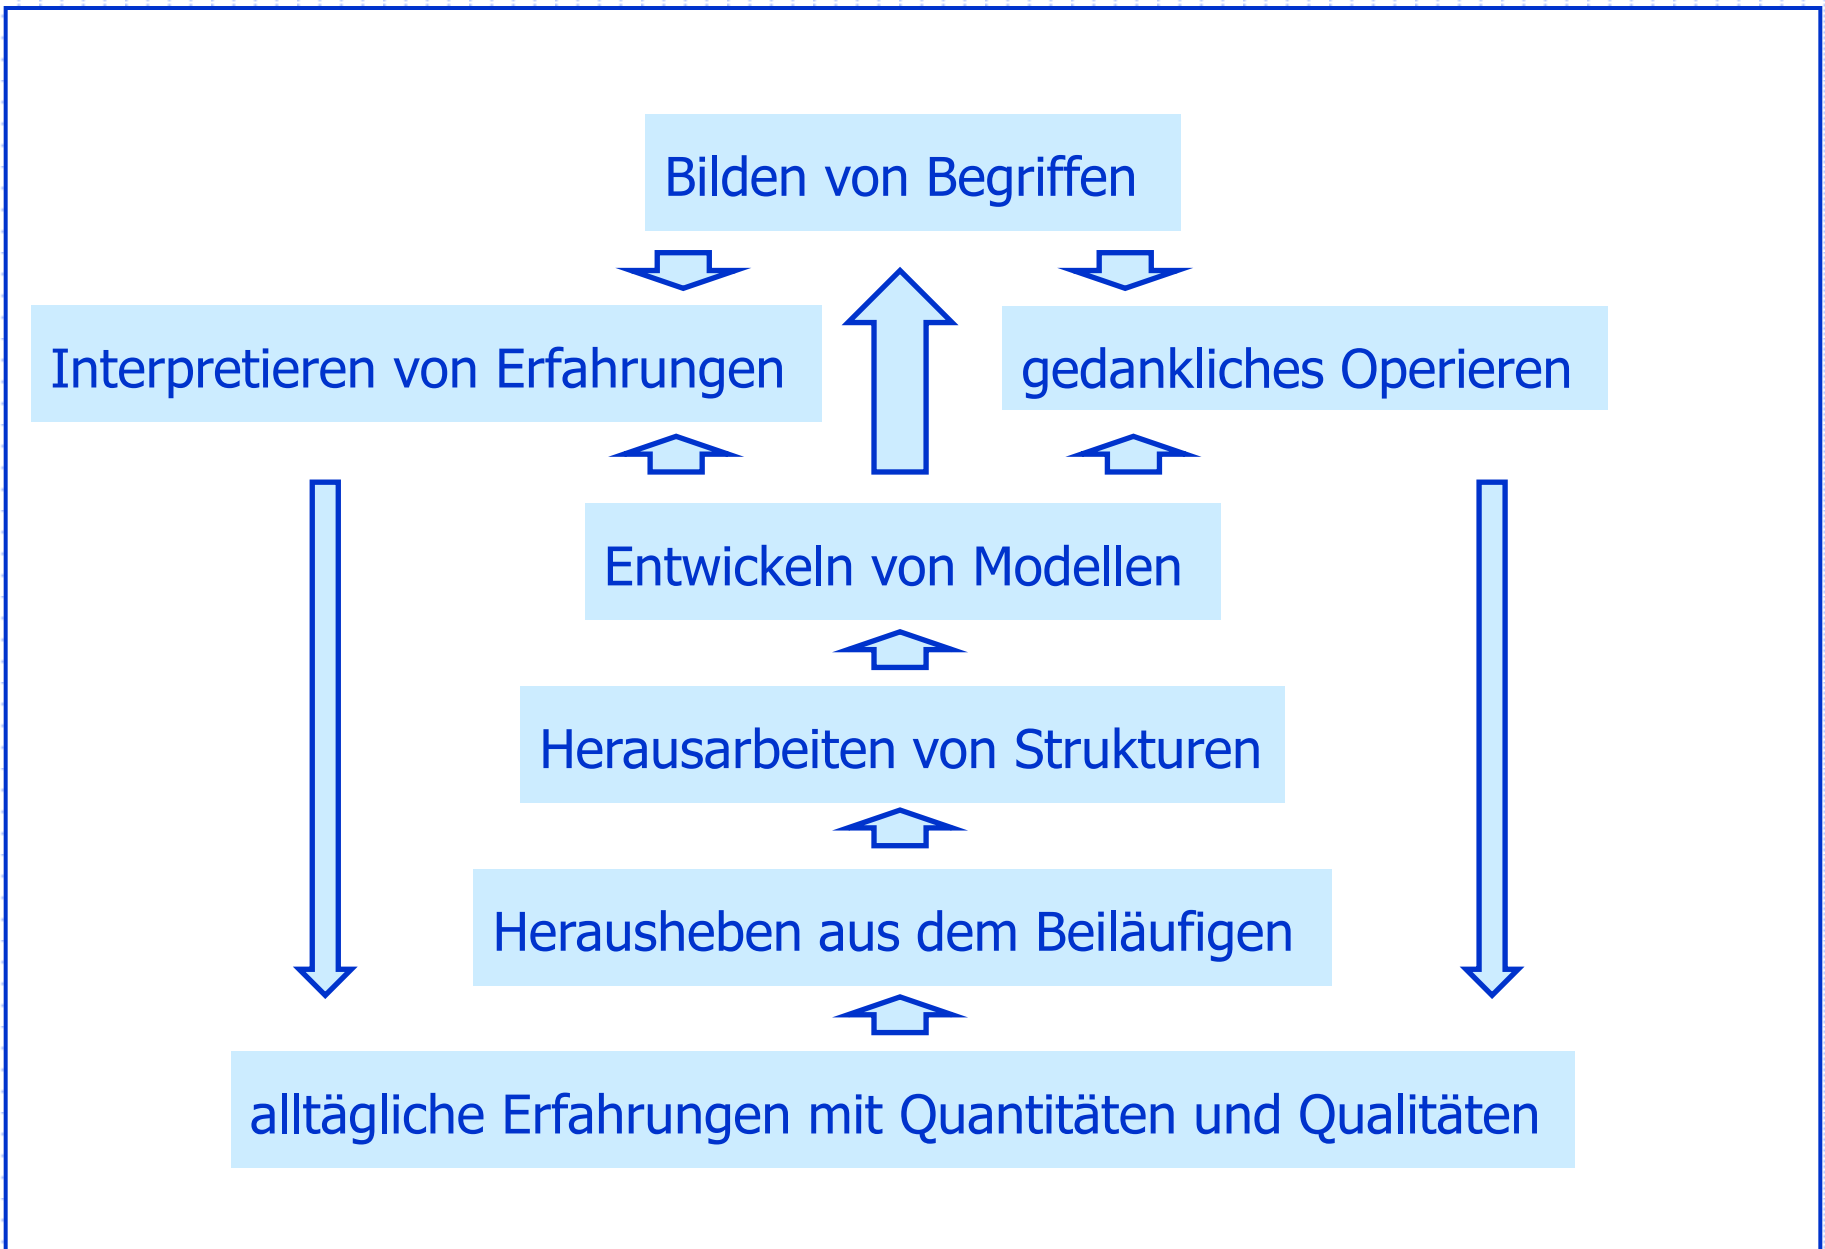 Bilden von Begriffen
Interpretieren von Erfahrungen
gedankliches Operieren
Entwickeln von Modellen
Herausarbeiten von Strukturen
Herausheben aus dem Beiläufigen
alltägliche Erfahrungen mit Quantitäten und Qualitäten